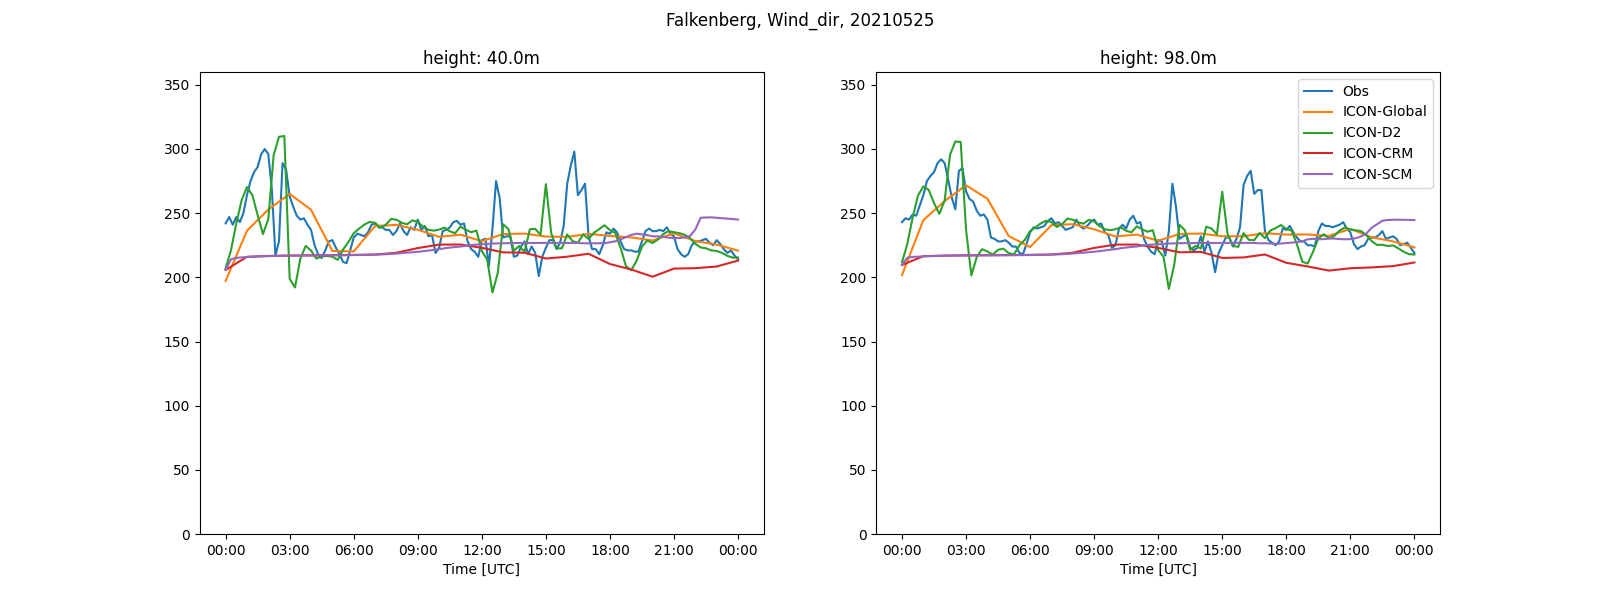 Falkenberg, Wind_dir, 20210525
height: 40.0m
350
300
250
200
150
100
50
0
00:00 03:00 06:00 09:00 12:00 15:00 18:00 21:00 00:00
Time [UTC]
height: 98.0m
350
300
250
200
150
100
50
0
00:00 03:00 06:00 09:00 12:00 15:00 18:00 21:00 00:00
Time [UTC]
Obs
ICON-Global
ICON-D2
ICON-CRM
ICON-SCM